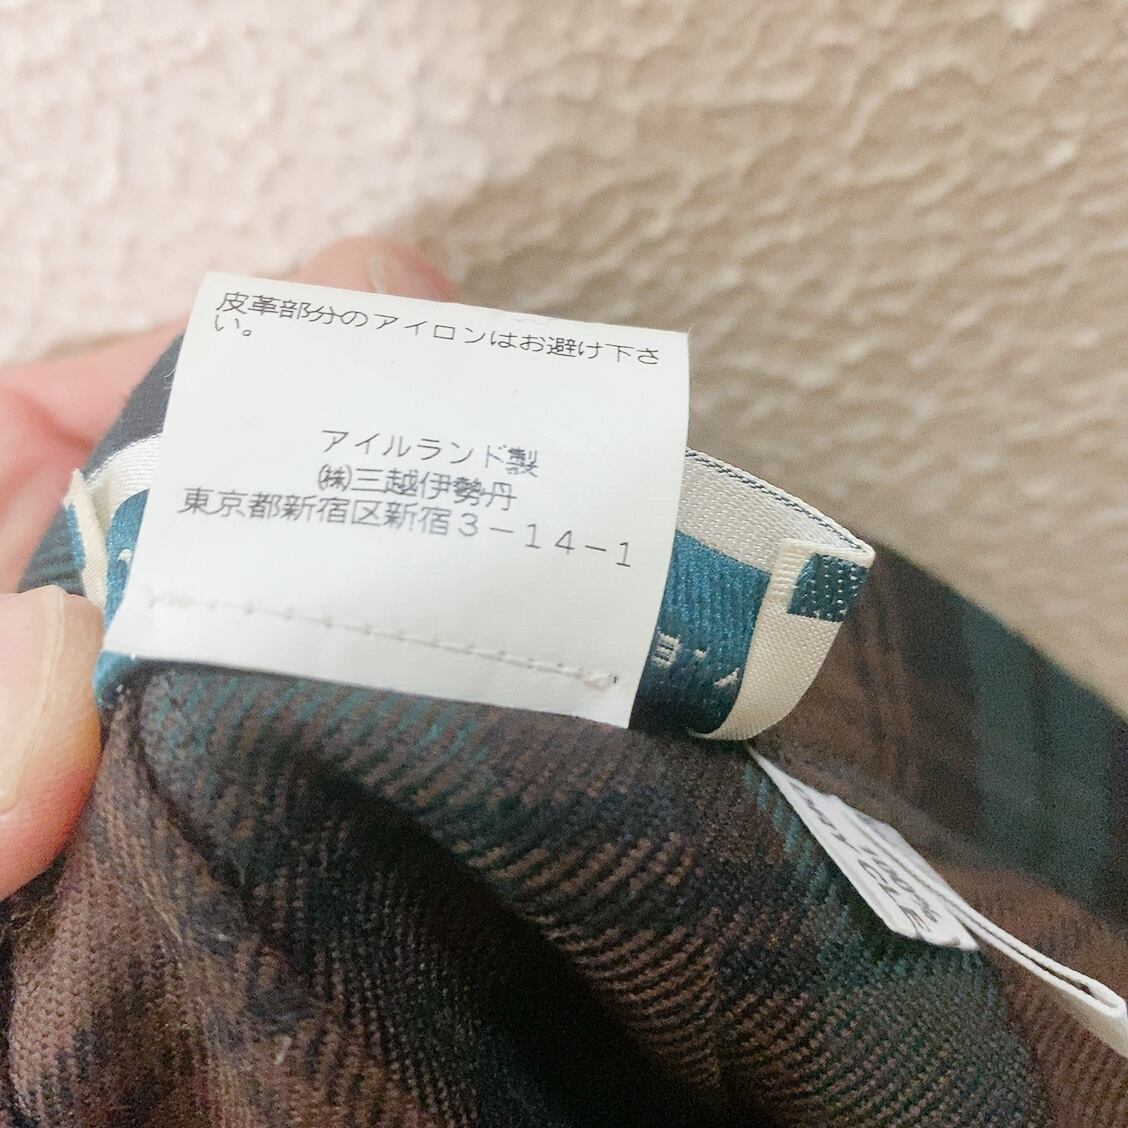 皮革部分のアイロンはお避け下さ
い。
アイルランド製
㈱三越伊勢丹
東京都新宿区新宿3-14-1
100%
CLE